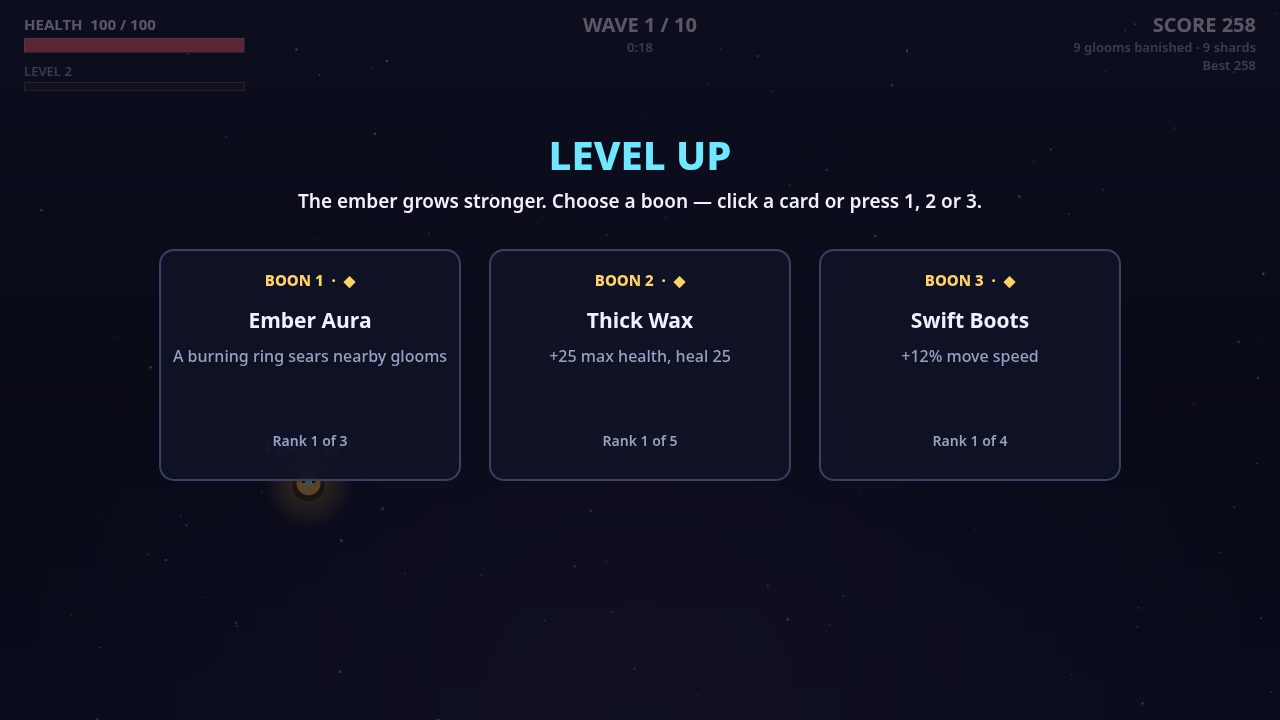 HEALTH 100 / 100
LEVEL 2
WAVE 1 / 10
0:18
SCORE 258
9 glooms banished · 9 shards
Best 258
LEVEL UP
The ember grows stronger. Choose a boon — click a card or press 1, 2 or 3.
BOON 1 · ◆
Ember Aura
A burning ring sears nearby glooms
Rank 1 of 3
BOON 2 · ◆
Thick Wax
+25 max health, heal 25
Rank 1 of 5
BOON 3 · ◆
Swift Boots
+12% move speed
Rank 1 of 4